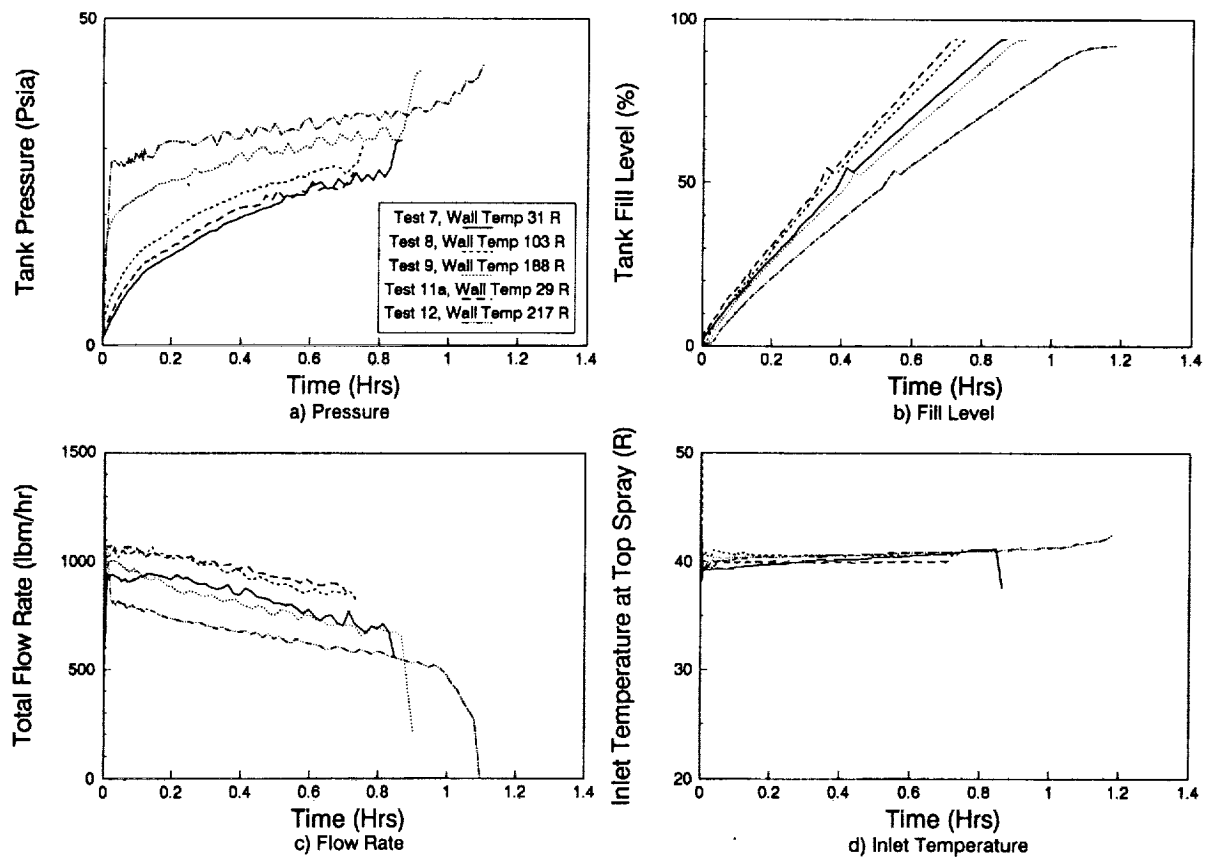 Tank Pressure (Psia)
50
0
0 0.2 0.4 0.6 0.8 1 1.2 1.4
Time (Hrs)
a) Pressure
Test 7, Wall Temp 31 R
Test 8, Wall Temp 103 R
Test 9, Wall Temp 188 R
Test 11a, Wall Temp 29 R
Test 12, Wall Temp 217 R
Tank Fill Level (%)
100
50
0
0 0.2 0.4 0.6 0.8 1 1.2 1.4
Time (Hrs)
b) Fill Level
Total Flow Rate (lbm/hr)
1500
1000
500
0
0 0.2 0.4 0.6 0.8 1 1.2 1.4
Time (Hrs)
c) Flow Rate
Inlet Temperature at Top Spray (R)
50
40
30
20
0 0.2 0.4 0.6 0.8 1 1.2 1.4
Time (Hrs)
d) Inlet Temperature